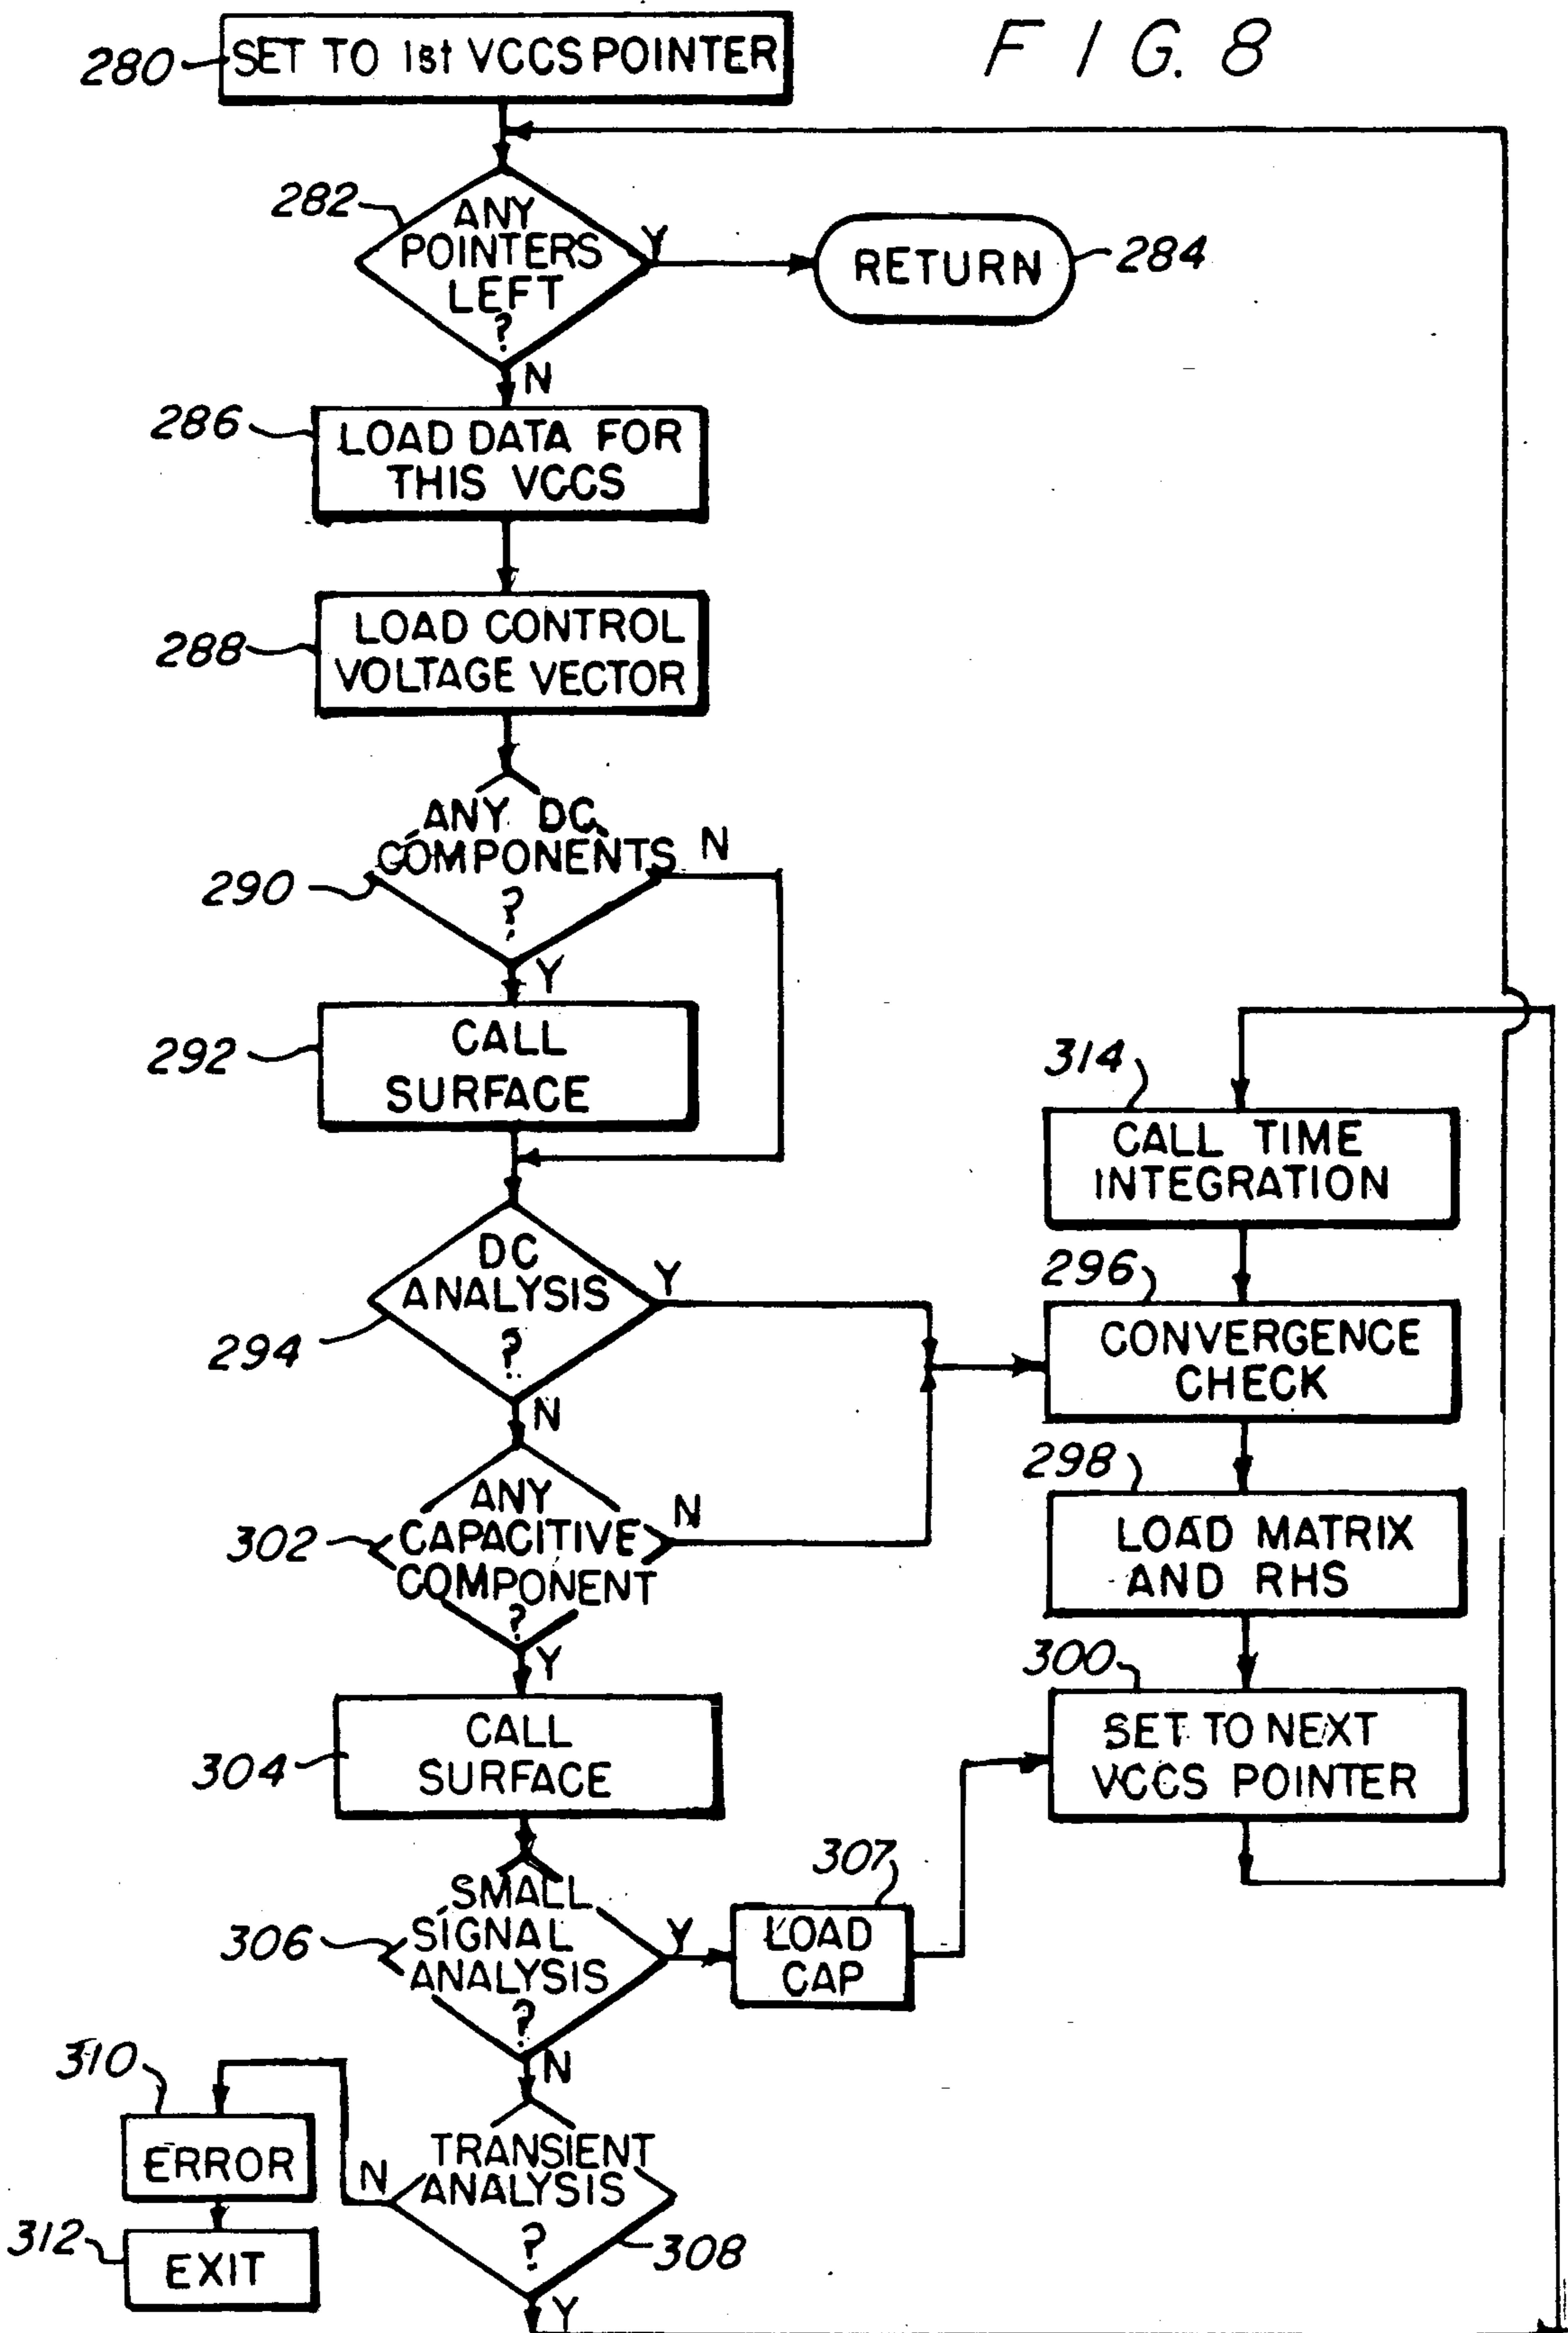 FIG. 8
280
SET TO 1st VCCS POINTER
282
ANY
POINTERS
LEFT
?
Y
RETURN
284
N
286
LOAD DATA FOR
THIS VCCS
288
LOAD CONTROL
VOLTAGE VECTOR
290
ANY DC
COMPONENTS
?
N
Y
292
CALL
SURFACE
294
DC
ANALYSIS
?
Y
N
302
ANY
CAPACITIVE
COMPONENT
?
N
Y
304
CALL
SURFACE
306
SMALL
SIGNAL
ANALYSIS
?
Y
307
LOAD
CAP
N
308
TRANSIENT
ANALYSIS
?
N
Y
310
ERROR
312
EXIT
314
CALL TIME
INTEGRATION
296
CONVERGENCE
CHECK
298
LOAD MATRIX
AND RHS
300
SET TO NEXT
VCCS POINTER